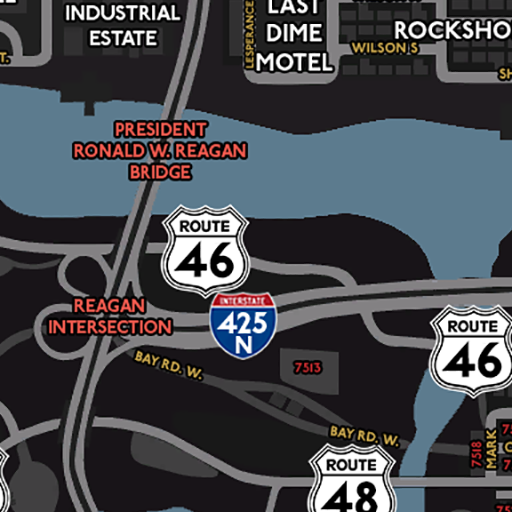 INDUSTRIAL
ESTATE
LESPERANCE
LAST
DIME
MOTEL
ROCKSHO
WILSON S
T.
SH
PRESIDENT
RONALD W. REAGAN
BRIDGE
ROUTE
46
REAGAN
INTERSECTION
INTERSTATE
425
N
ROUTE
46
BAY RD. W.
7513
BAY RD. W.
ROUTE
48
7518
MARK